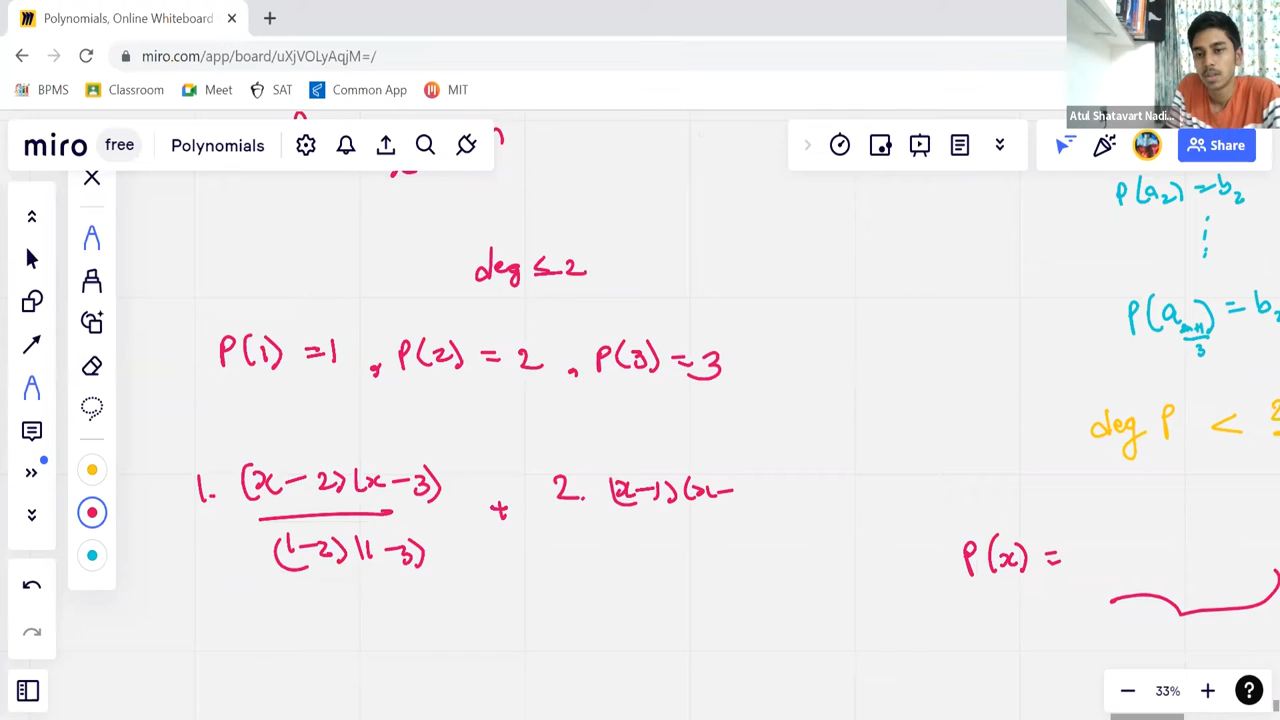 Polynomials, Online Whiteboard
miro.com/app/board/uXjVOLyAqjM=/
BPMS Classroom Meet SAT Common App MIT
Atul Shatavart Nadi...
miro free Polynomials
Share
P(a₂) = b₂
deg ≤ 2
P(1) = 1 , P(2) = 2 , P(3) = 3
deg P <
1. (x-2)(x-3) + 2. (x-1)(x-
(1-2)(1-3)
P(x) =
33%